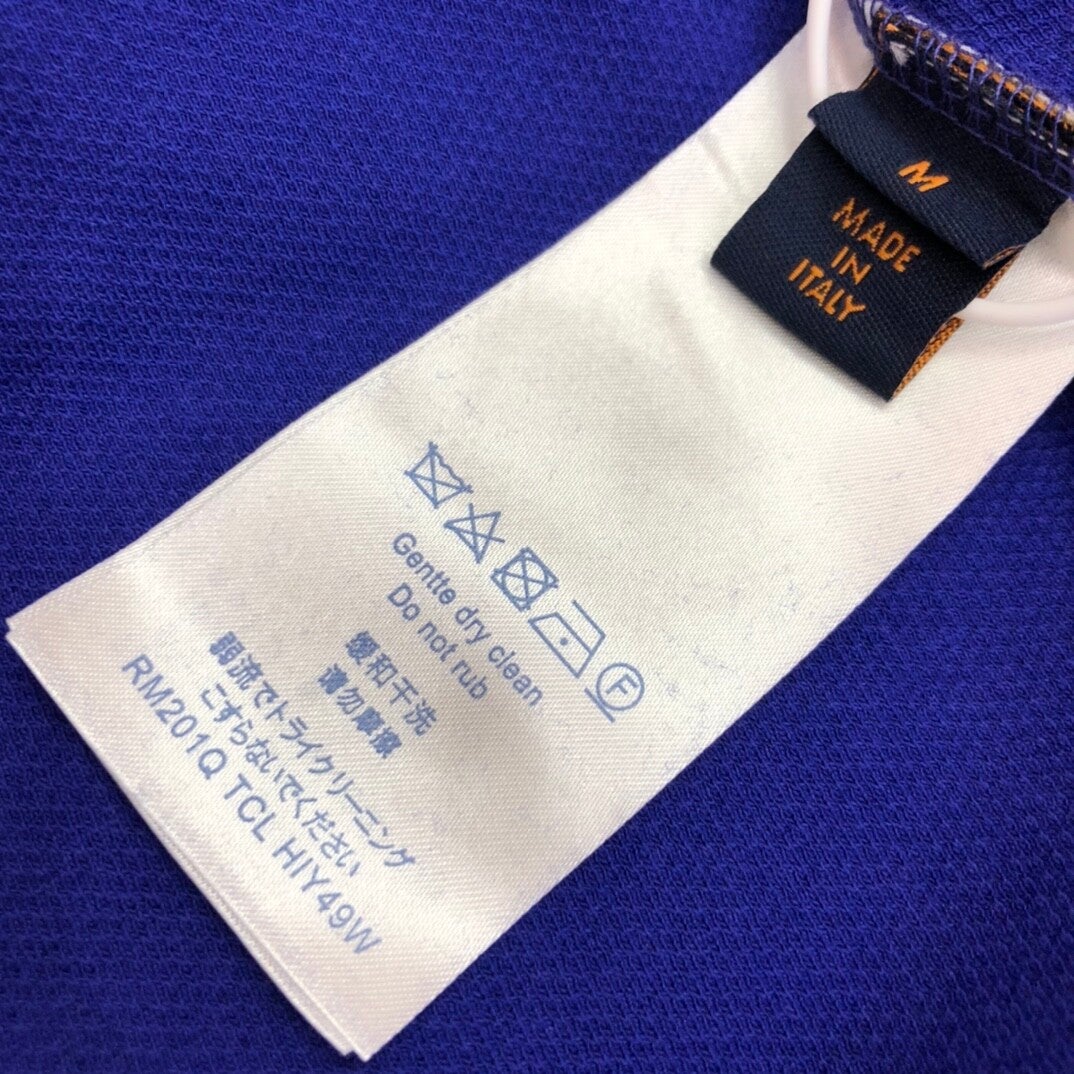 M
MADE
IN
ITALY
F
Gentte dry clean
Do not rub
缓和干洗
请勿摩擦
弱流でトライクリーニング
こすらないでください
RM201Q TCL HIY49W